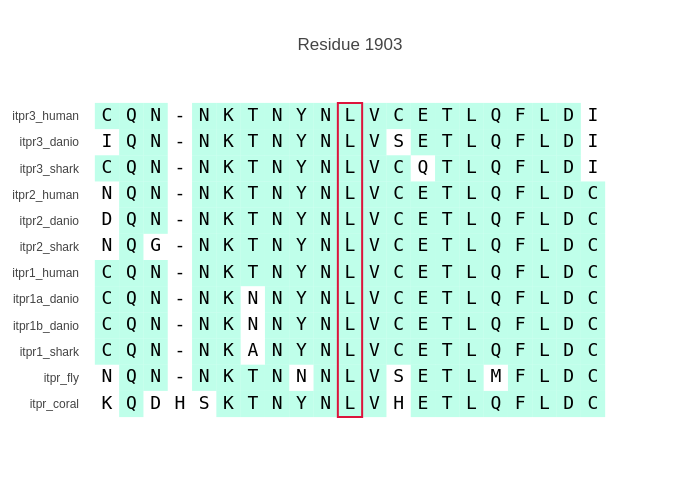 Residue 1903
itpr3_human C Q N - N K T N Y N L V C E T L Q F L D I
itpr3_danio I Q N - N K T N Y N L V S E T L Q F L D I
itpr3_shark C Q N - N K T N Y N L V C Q T L Q F L D I
itpr2_human N Q N - N K T N Y N L V C E T L Q F L D C
itpr2_danio D Q N - N K T N Y N L V C E T L Q F L D C
itpr2_shark N Q G - N K T N Y N L V C E T L Q F L D C
itpr1_human C Q N - N K T N Y N L V C E T L Q F L D C
itpr1a_danio C Q N - N K N N Y N L V C E T L Q F L D C
itpr1b_danio C Q N - N K N N Y N L V C E T L Q F L D C
itpr1_shark C Q N - N K A N Y N L V C E T L Q F L D C
itpr_fly N Q N - N K T N N N L V S E T L M F L D C
itpr_coral K Q D H S K T N Y N L V H E T L Q F L D C